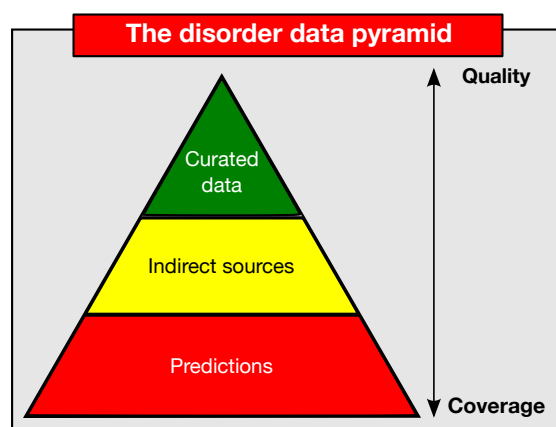 The disorder data pyramid
Quality
Curated
data
Indirect sources
Predictions
Coverage